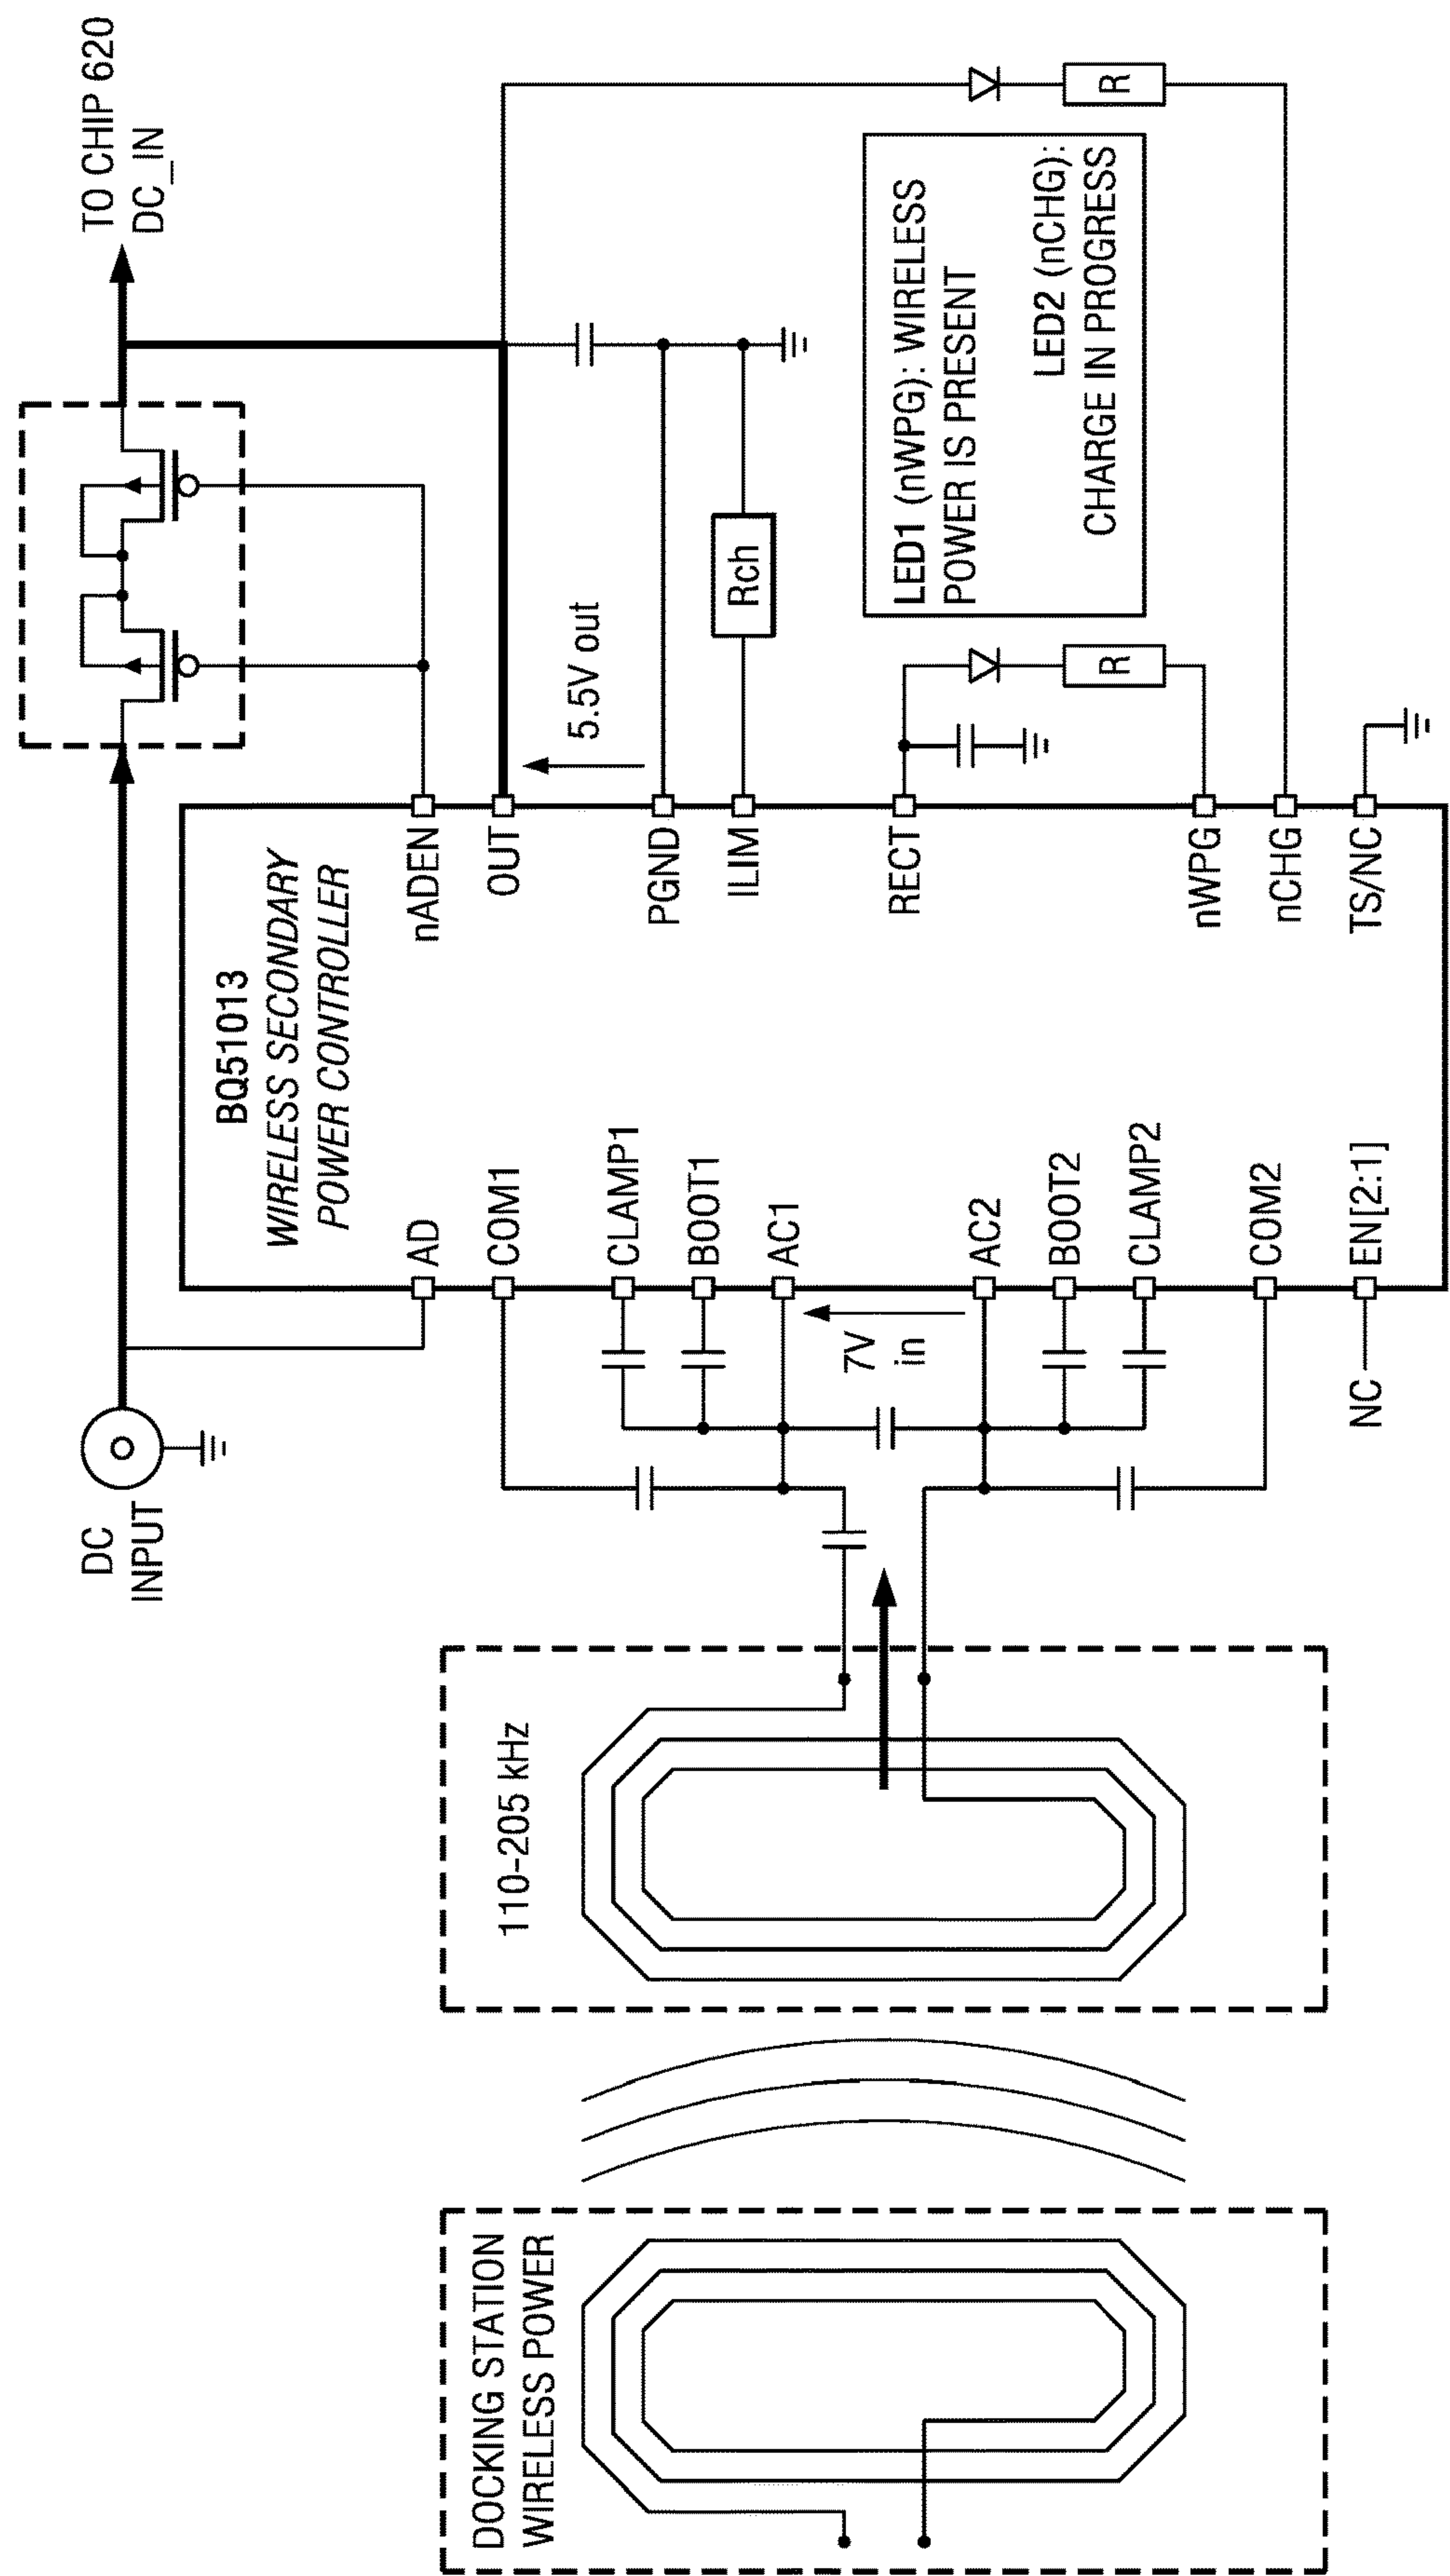 DC
INPUT
TO CHIP 620
DC_IN
BQ51013
WIRELESS SECONDARY
POWER CONTROLLER
AD
COM1
CLAMP1
BOOT1
AC1
7V
in
AC2
BOOT2
CLAMP2
COM2
EN[2:1]
NC
nADEN
OUT
PGND
ILIM
RECT
nWPG
nCHG
TS/NC
5.5V out
Rch
R
R
LED1 (nWPG): WIRELESS
POWER IS PRESENT
LED2 (nCHG):
CHARGE IN PROGRESS
110-205 kHz
DOCKING STATION
WIRELESS POWER